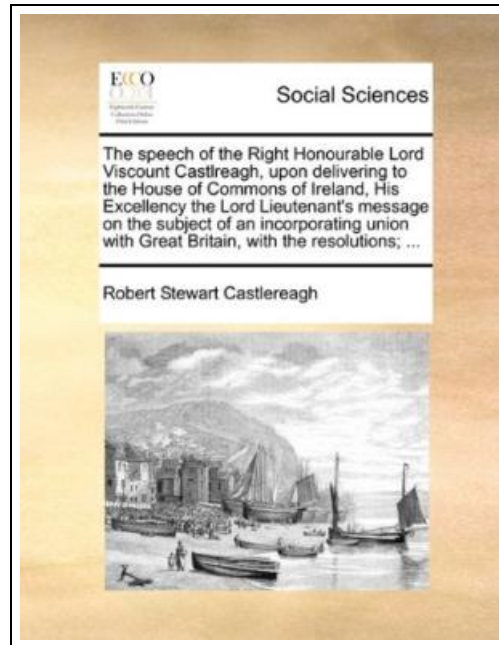 ECCO
Social Sciences
The speech of the Right Honourable Lord
Viscount Castlreagh, upon delivering to
the House of Commons of Ireland, His
Excellency the Lord Lieutenant's message
on the subject of an incorporating union
with Great Britain, with the resolutions; ...
Robert Stewart Castlereagh